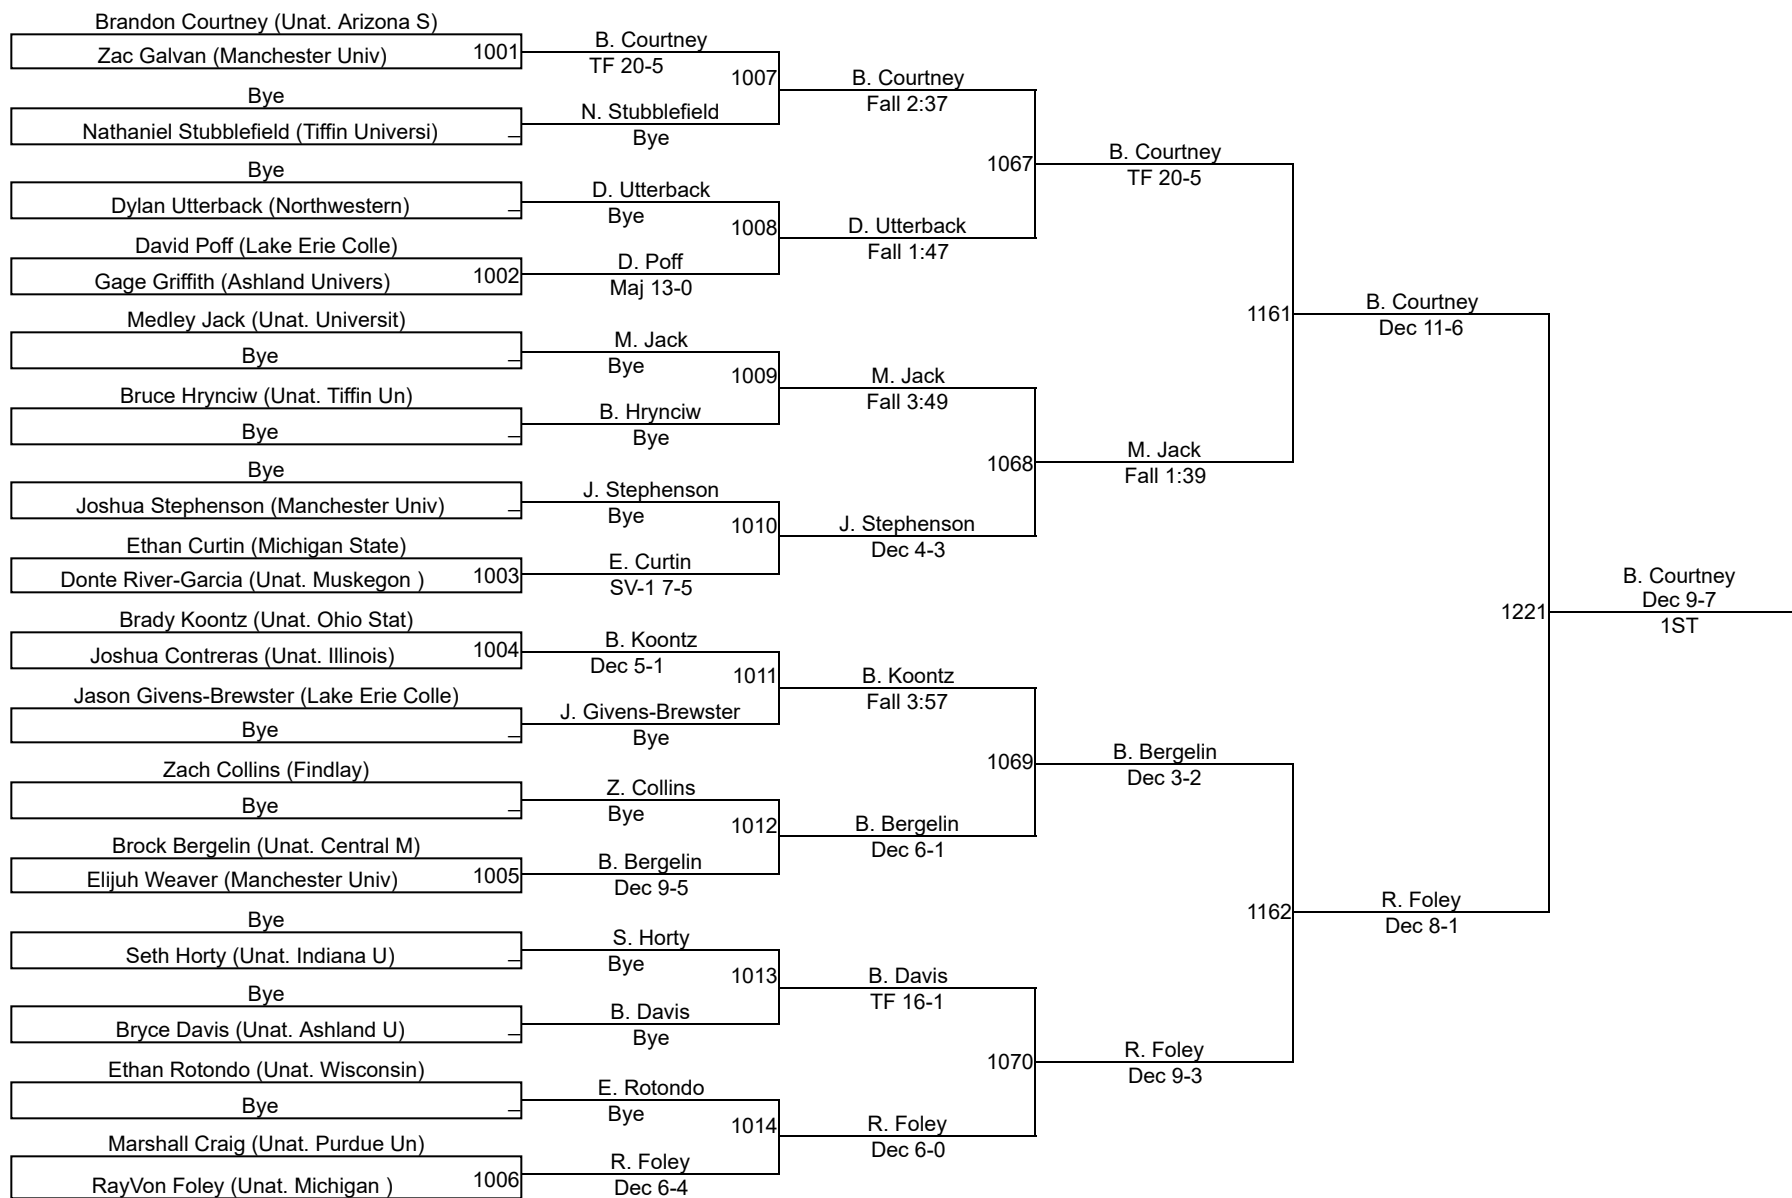 Brandon Courtney (Unat. Arizona S)
Zac Galvan (Manchester Univ) 1001
Bye
Nathaniel Stubblefield (Tiffin Universi) _
Bye
Dylan Utterback (Northwestern) _
David Poff (Lake Erie Colle)
Gage Griffith (Ashland Univers) 1002
Medley Jack (Unat. Universit)
Bye _
Bruce Hrynciw (Unat. Tiffin Un)
Bye _
Bye
Joshua Stephenson (Manchester Univ) _
Ethan Curtin (Michigan State)
Donte River-Garcia (Unat. Muskegon ) 1003
Brady Koontz (Unat. Ohio Stat)
Joshua Contreras (Unat. Illinois) 1004
Jason Givens-Brewster (Lake Erie Colle)
Bye _
Zach Collins (Findlay)
Bye _
Brock Bergelin (Unat. Central M)
Elijuh Weaver (Manchester Univ) 1005
Bye
Seth Horty (Unat. Indiana U) _
Bye
Bryce Davis (Unat. Ashland U) _
Ethan Rotondo (Unat. Wisconsin)
Bye _
Marshall Craig (Unat. Purdue Un)
RayVon Foley (Unat. Michigan ) 1006
B. Courtney
TF 20-5
1007
N. Stubblefield
Bye
D. Utterback
Bye
1008
D. Poff
Maj 13-0
M. Jack
Bye
1009
B. Hrynciw
Bye
J. Stephenson
Bye
1010
E. Curtin
SV-1 7-5
B. Koontz
Dec 5-1
1011
J. Givens-Brewster
Bye
Z. Collins
Bye
1012
B. Bergelin
Dec 9-5
S. Horty
Bye
1013
B. Davis
Bye
E. Rotondo
Bye
1014
R. Foley
Dec 6-4
B. Courtney
Fall 2:37
1067
D. Utterback
Fall 1:47
M. Jack
Fall 3:49
1068
J. Stephenson
Dec 4-3
B. Koontz
Fall 3:57
1069
B. Bergelin
Dec 6-1
B. Davis
TF 16-1
1070
R. Foley
Dec 6-0
B. Courtney
TF 20-5
1161
M. Jack
Fall 1:39
B. Bergelin
Dec 3-2
1162
R. Foley
Dec 9-3
B. Courtney
Dec 11-6
1221
R. Foley
Dec 8-1
B. Courtney
Dec 9-7
1ST